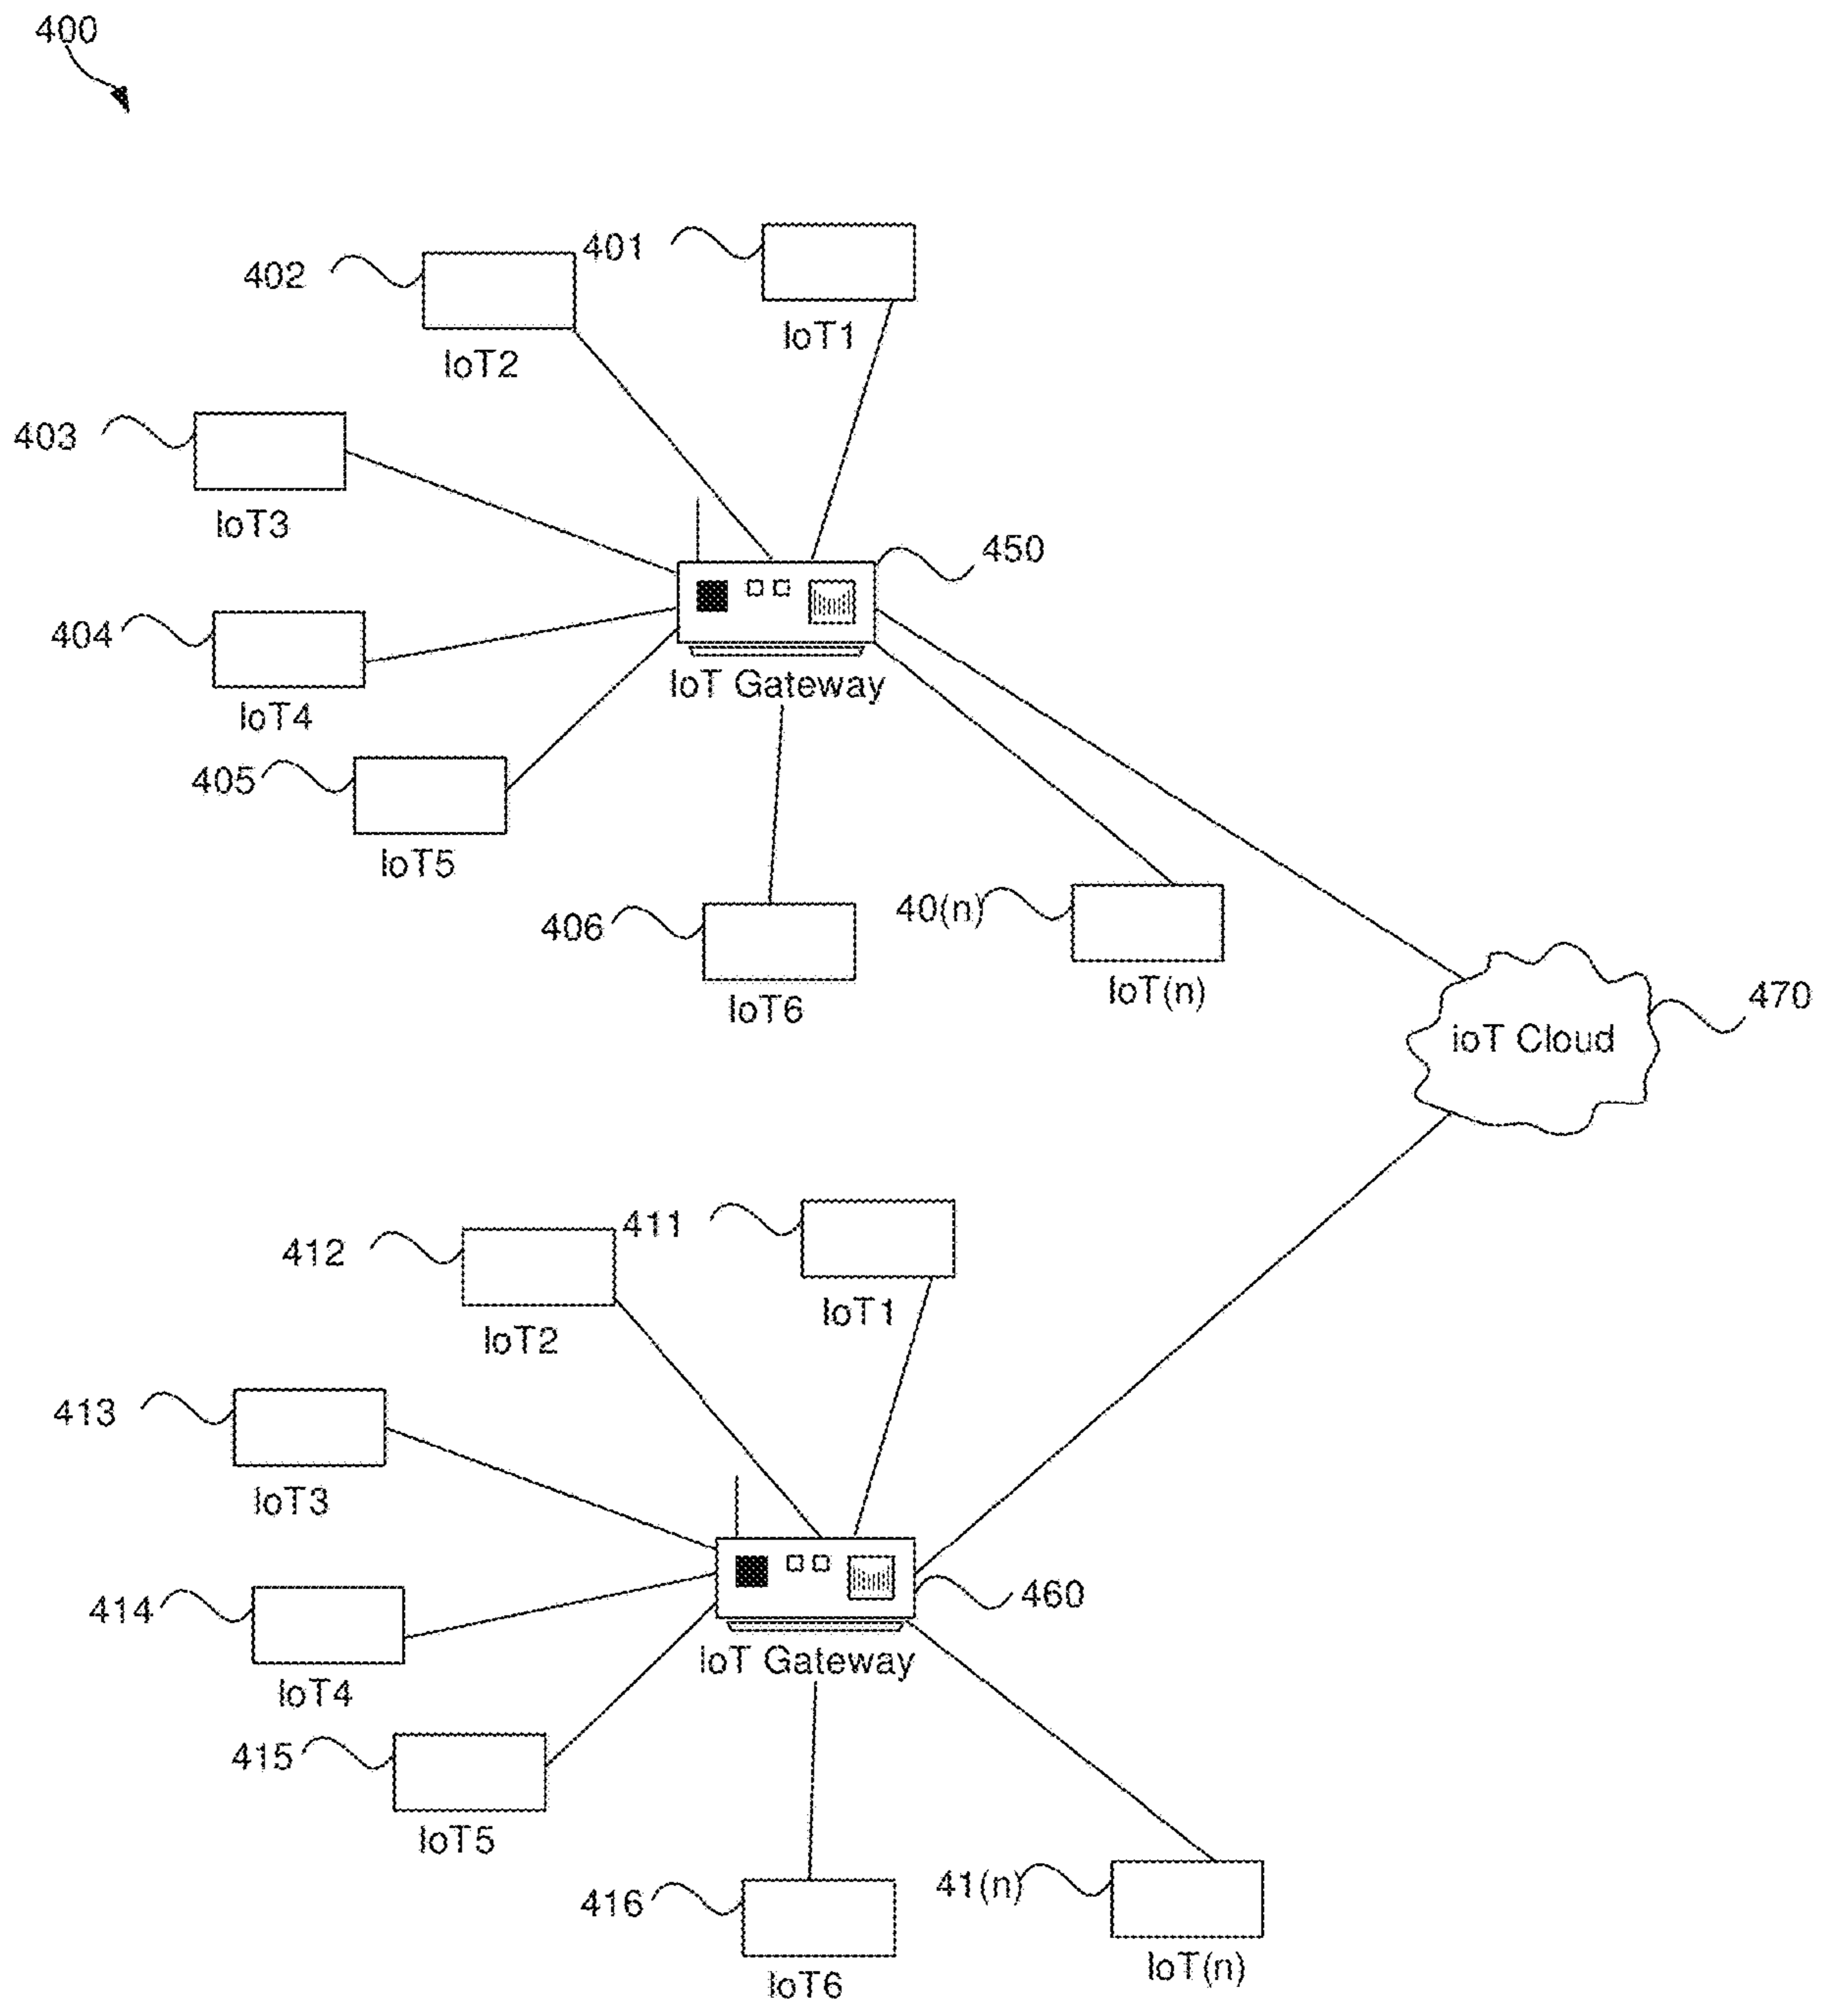 400
401
402
IoT1
IoT2
403
IoT3
450
404
IoT Gateway
IoT4
405
IoT5
406
40(n)
IoT(n)
IoT6
470
ioT Cloud
411
412
IoT1
IoT2
413
IoT3
460
414
IoT Gateway
IoT4
415
IoT5
416
41(n)
IoT(n)
IoT6